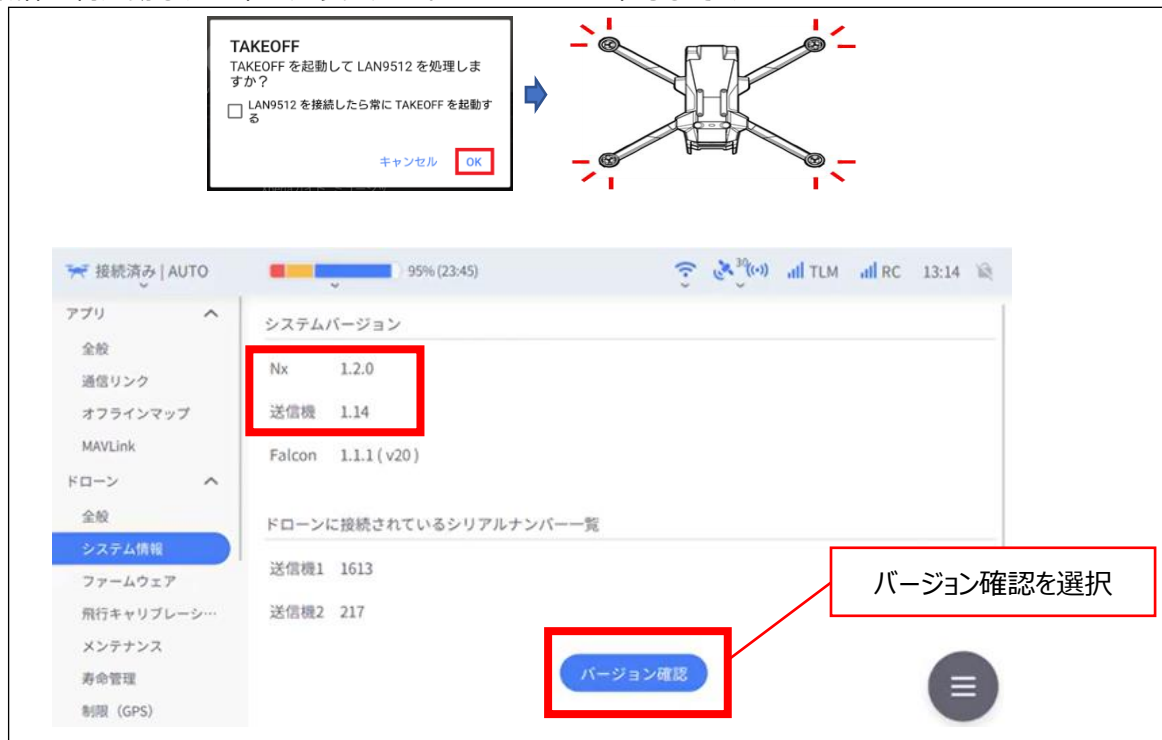 TAKEOFF
TAKEOFF を起動して LAN9512 を処理しま
すか？
LAN9512 を接続したら常に TAKEOFF を起動す
る
キャンセル OK
接続済み | AUTO 95% (23:45) 30 TLM RC 13:14
アプリ
全般
通信リンク
オフラインマップ
MAVLink
ドローン
全般
システム情報
ファームウェア
飛行キャリブレーシ…
メンテナンス
寿命管理
制限（GPS）
システムバージョン
Nx 1.2.0
送信機 1.14
Falcon 1.1.1 ( v20 )
ドローンに接続されているシリアルナンバー一覧
送信機1 1613
送信機2 217
バージョン確認
バージョン確認を選択